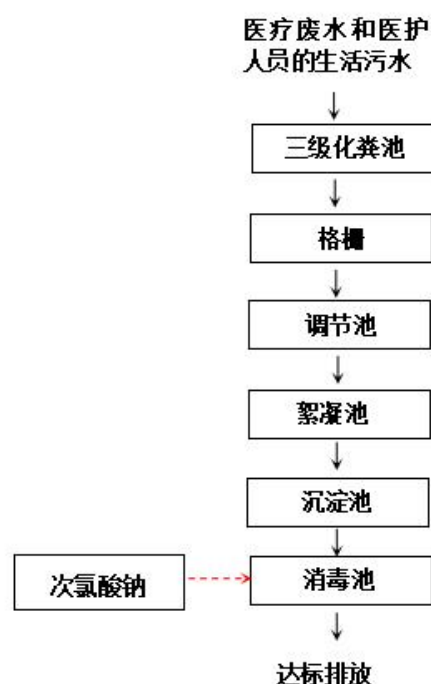 医疗废水和医护
人员的生活污水
三级化粪池
格栅
调节池
絮凝池
沉淀池
次氯酸钠
消毒池
达标排放